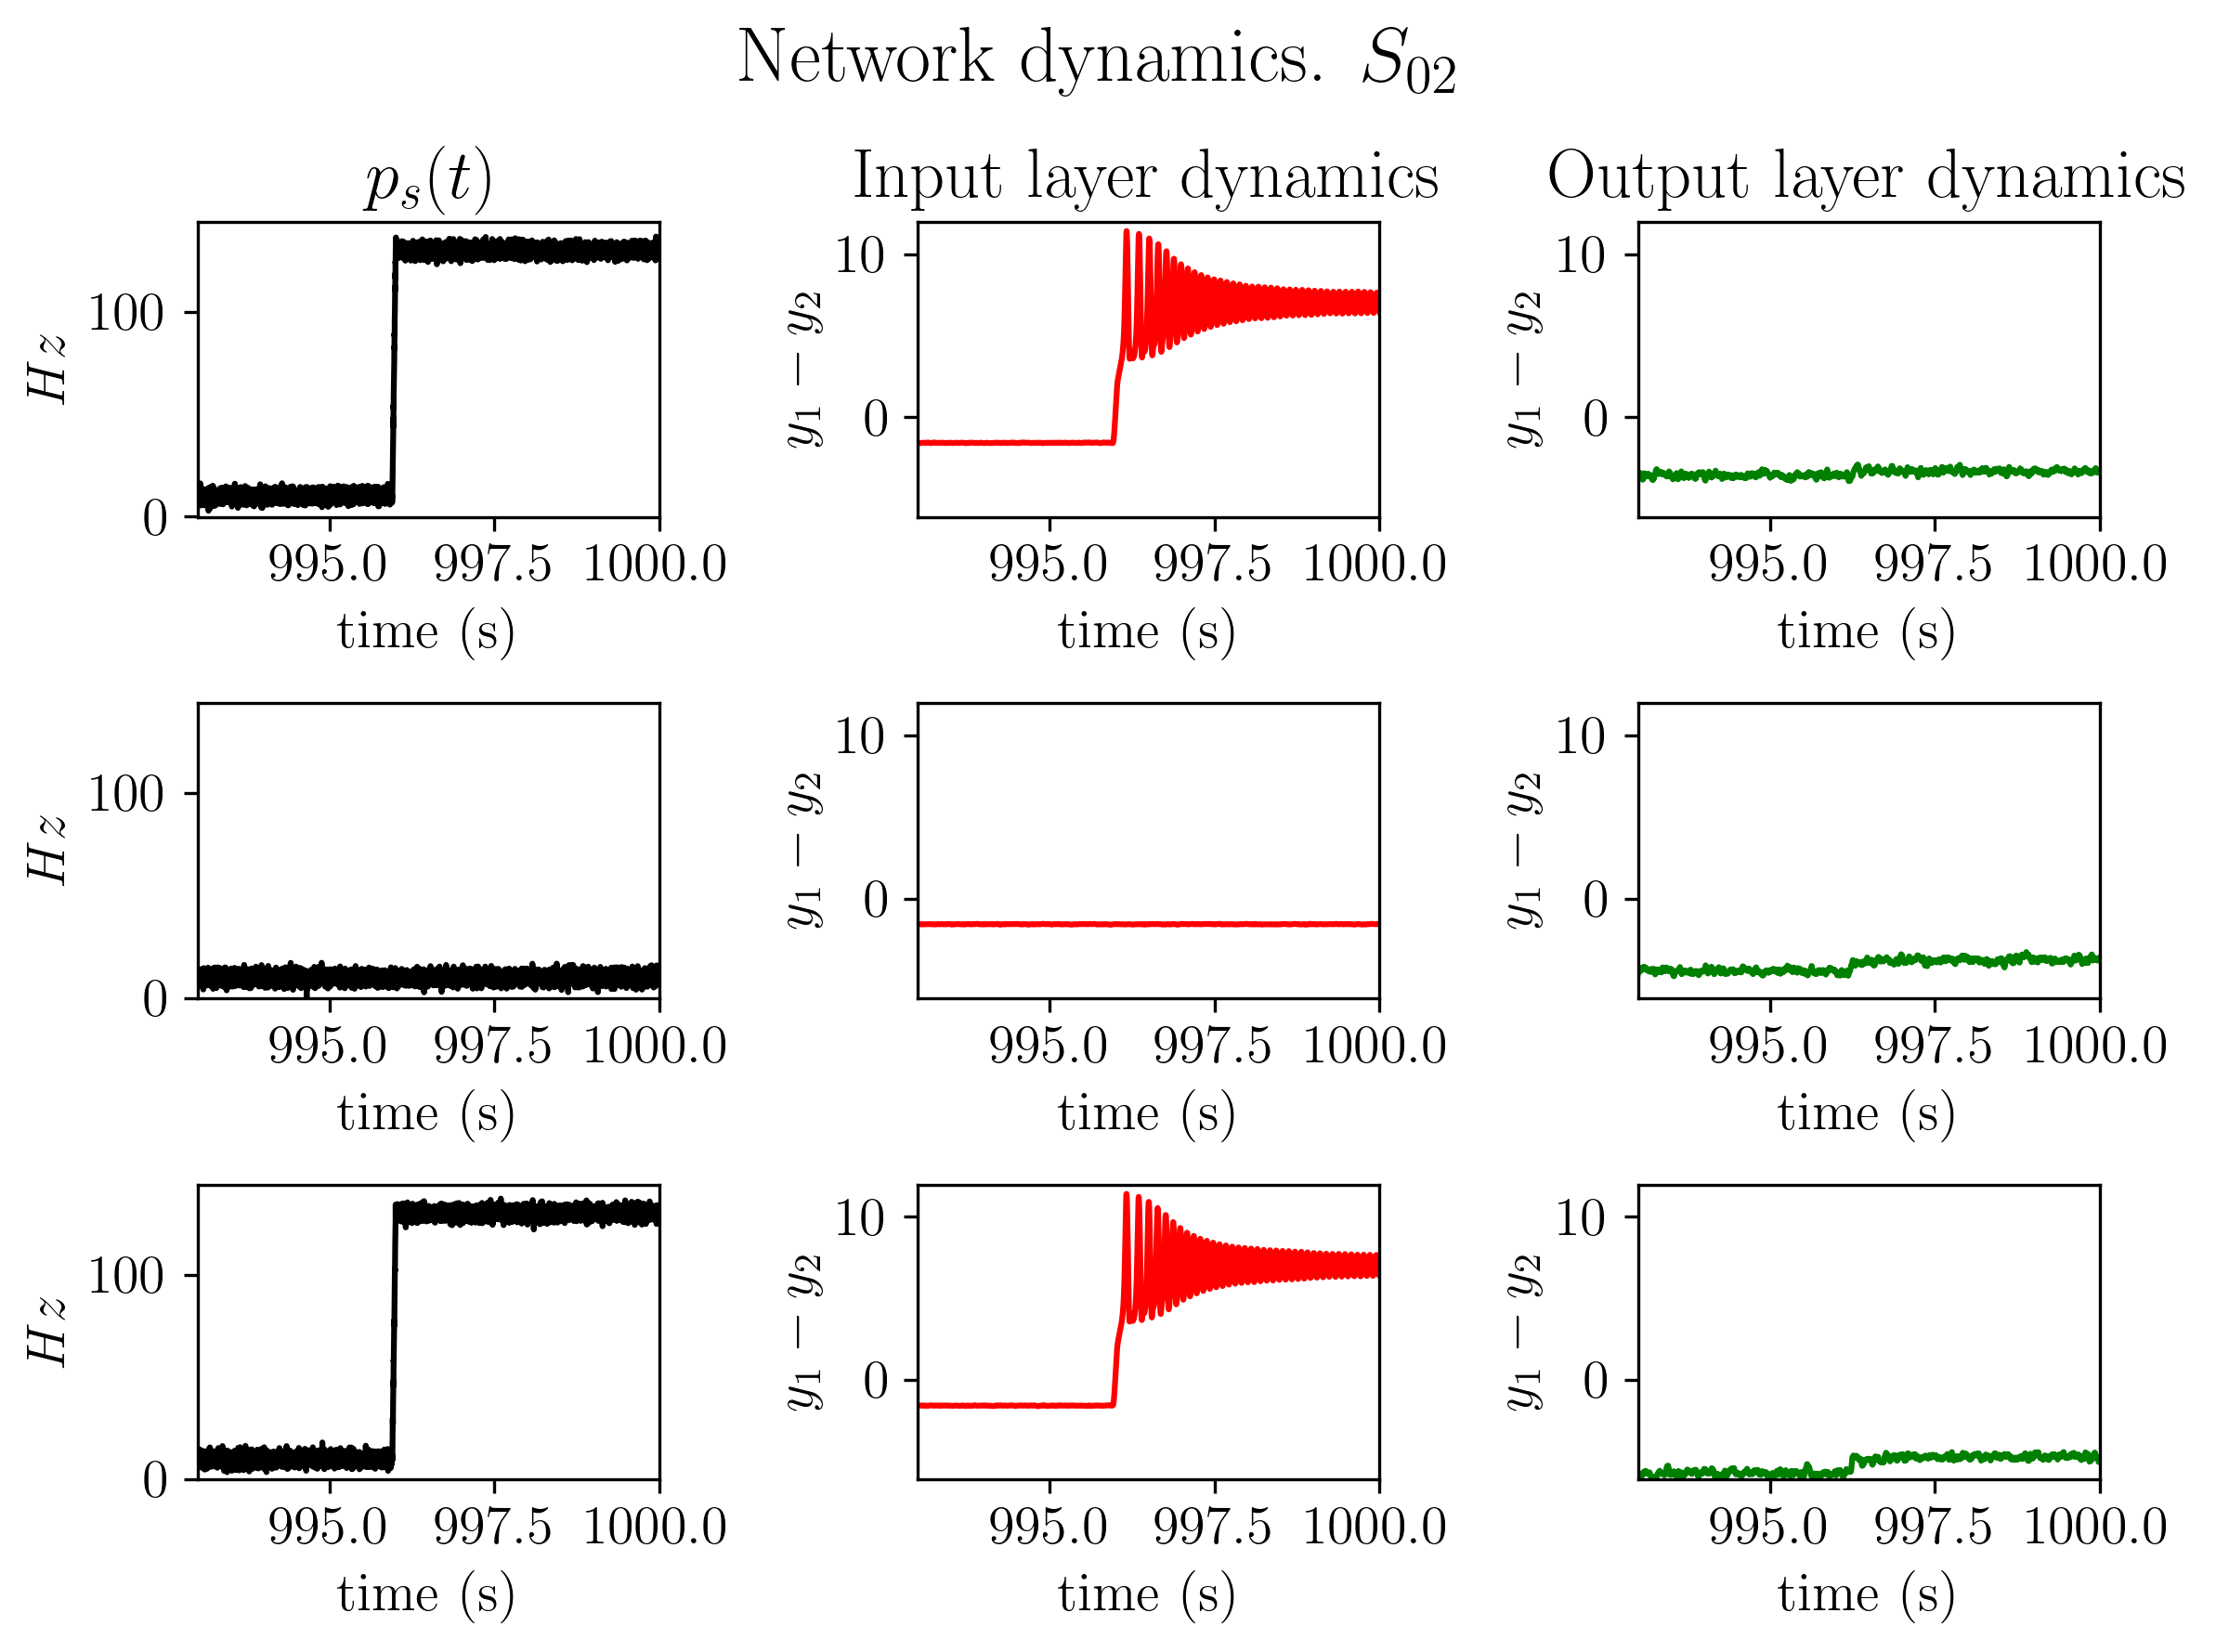 Network dynamics. S₀₂
pₛ(t) Input layer dynamics Output layer dynamics
Hz 100 0 y₁ − y₂ 10 0 y₁ − y₂ 10 0
995.0 997.5 1000.0 995.0 997.5 1000.0 995.0 997.5 1000.0
time (s) time (s) time (s)
Hz 100 0 y₁ − y₂ 10 0 y₁ − y₂ 10 0
995.0 997.5 1000.0 995.0 997.5 1000.0 995.0 997.5 1000.0
time (s) time (s) time (s)
Hz 100 0 y₁ − y₂ 10 0 y₁ − y₂ 10 0
995.0 997.5 1000.0 995.0 997.5 1000.0 995.0 997.5 1000.0
time (s) time (s) time (s)